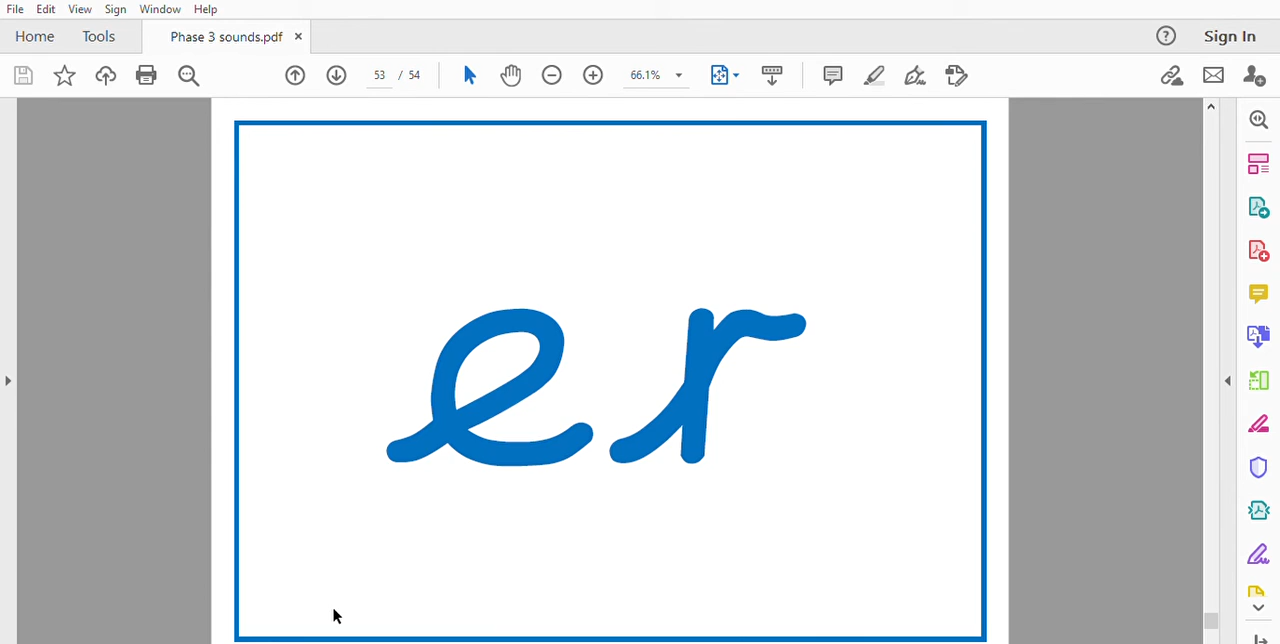 File Edit View Sign Window Help
Home Tools Phase 3 sounds.pdf × ? Sign In
53 / 54 66.1%
er